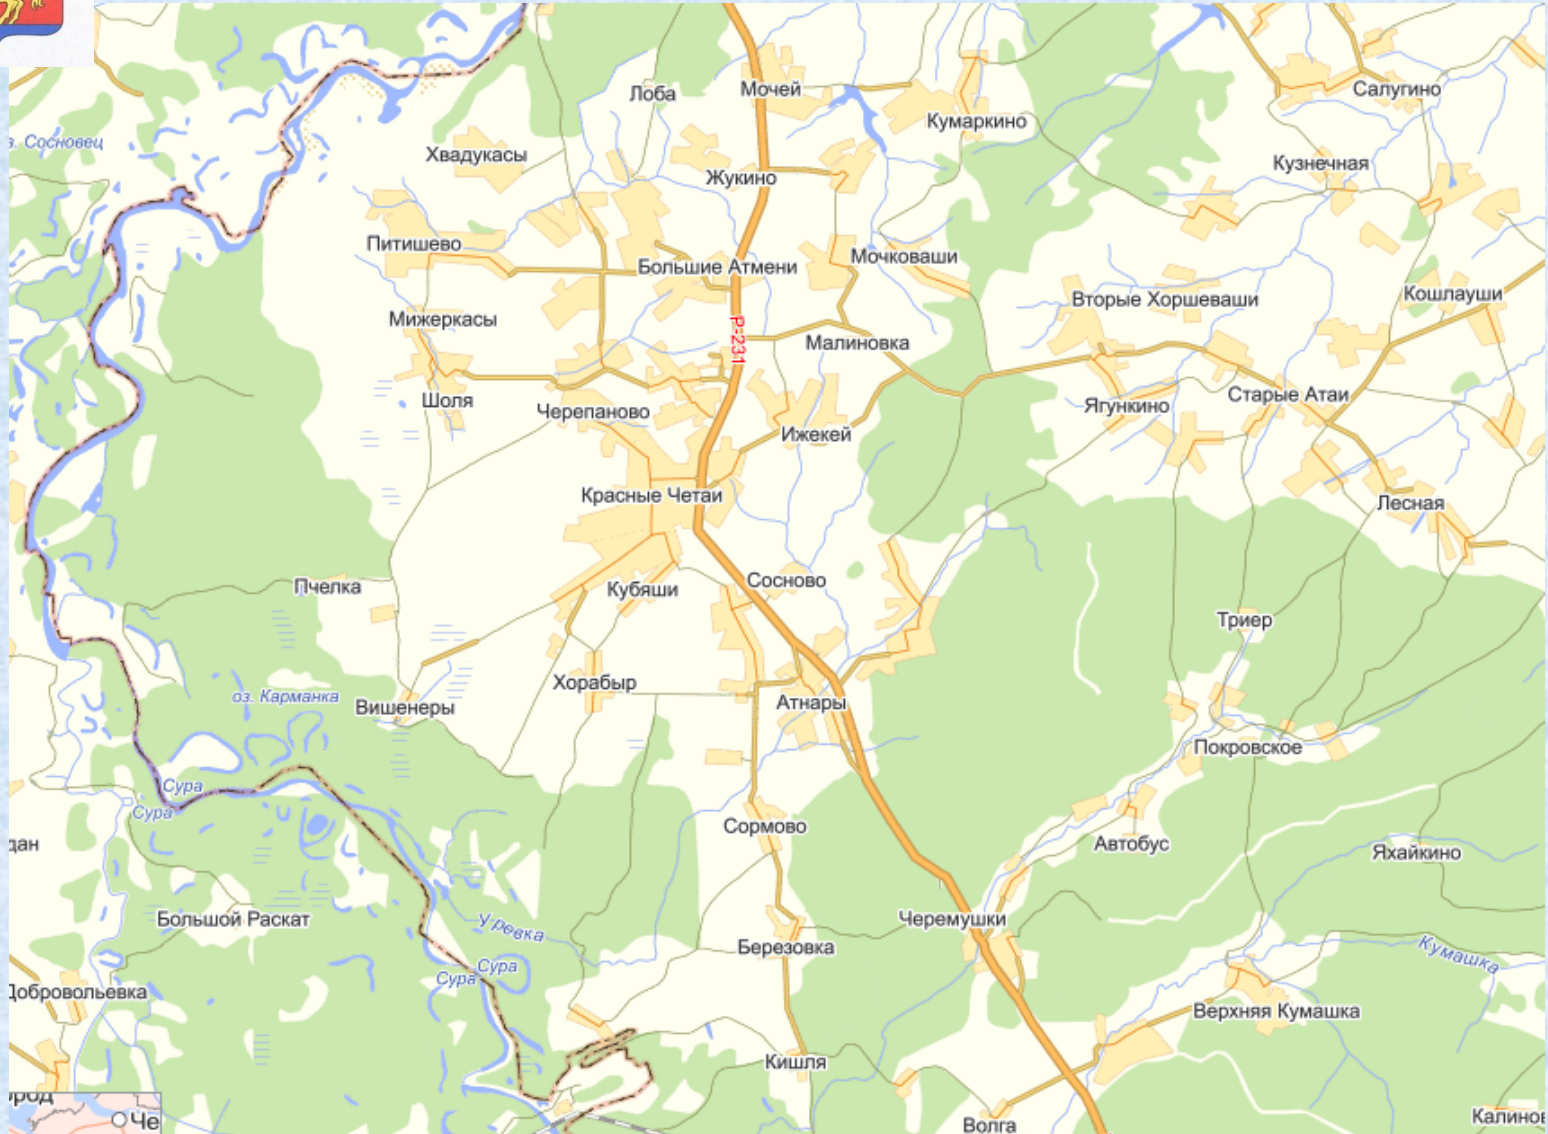 Лоба
Мочей
Салугино
Кумаркино
Сосновец
Хвадукасы
Кузнечная
Жукино
Питишево
Большие Атмени
Мочковаши
Вторые Хоршеваши
Кошлауши
Мижеркасы
Р-231
Малиновка
Шоля
Черепаново
Ягункино
Старые Атаи
Ижекей
Красные Четаи
Лесная
Пчелка
Кубяши
Сосново
Триер
Хорабыр
оз. Карманка
Вишенеры
Атнары
Покровское
Сура
Сура
Сормово
Автобус
дан
Яхайкино
Большой Раскат
Черемушки
Уревка
Березовка
Кумашка
Сура
Сура
Добровольевка
Верхняя Кумашка
Кишля
Че
Волга
Калинов